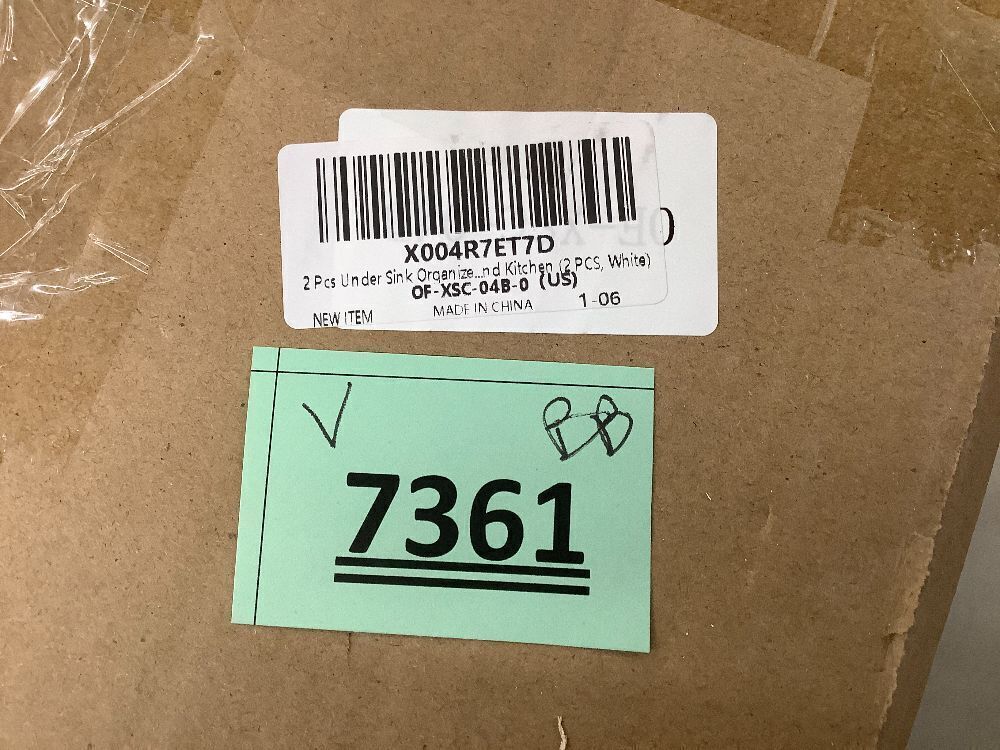 X004R7ET7D
2 Pcs Under Sink Organize...nd Kitchen (2 PCS, White)
OF-XSC-04B-0 (US)
NEW ITEM MADE IN CHINA 1-06
V BB
7361